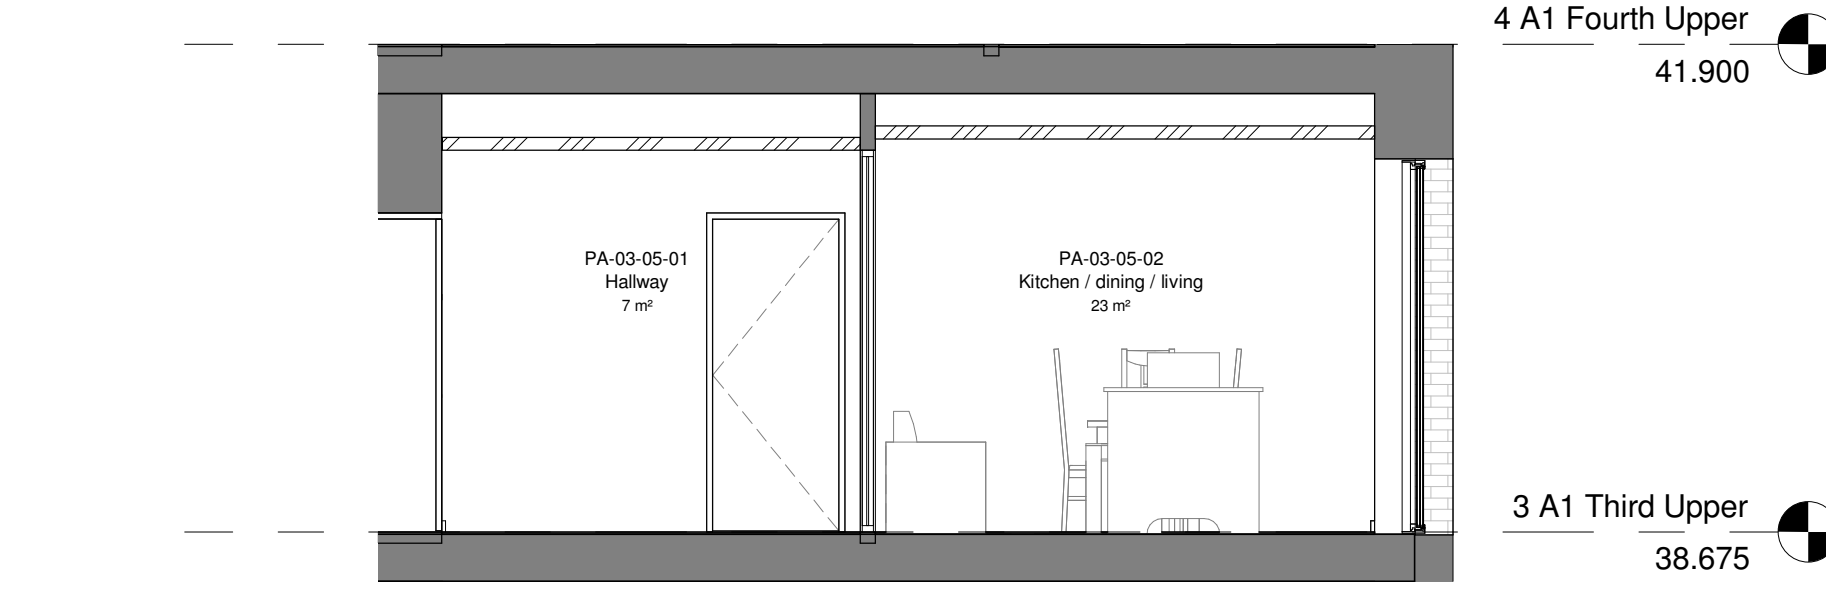 4 A1 Fourth Upper
41.900
PA-03-05-01
Hallway
7 m²
PA-03-05-02
Kitchen / dining / living
23 m²
3 A1 Third Upper
38.675